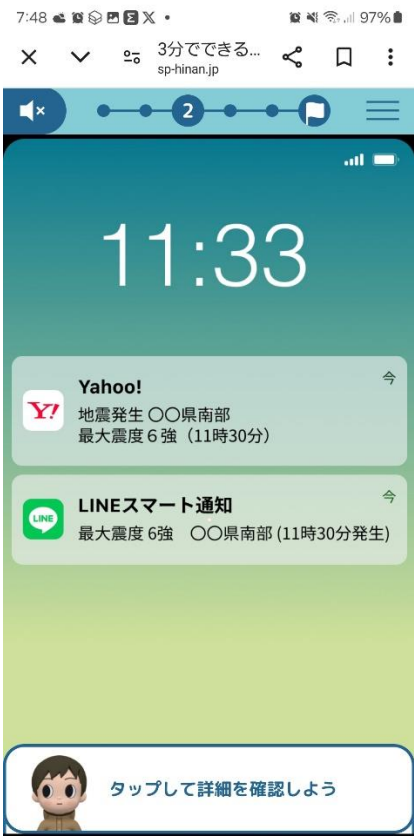 7:48
97%
3分でできる...
sp-hinan.jp
2
11:33
今
Yahoo!
Y!
地震発生 〇〇県南部
最大震度６強（11時30分）
今
LINEスマート通知
LINE
最大震度 6強　〇〇県南部 (11時30分発生)
タップして詳細を確認しよう